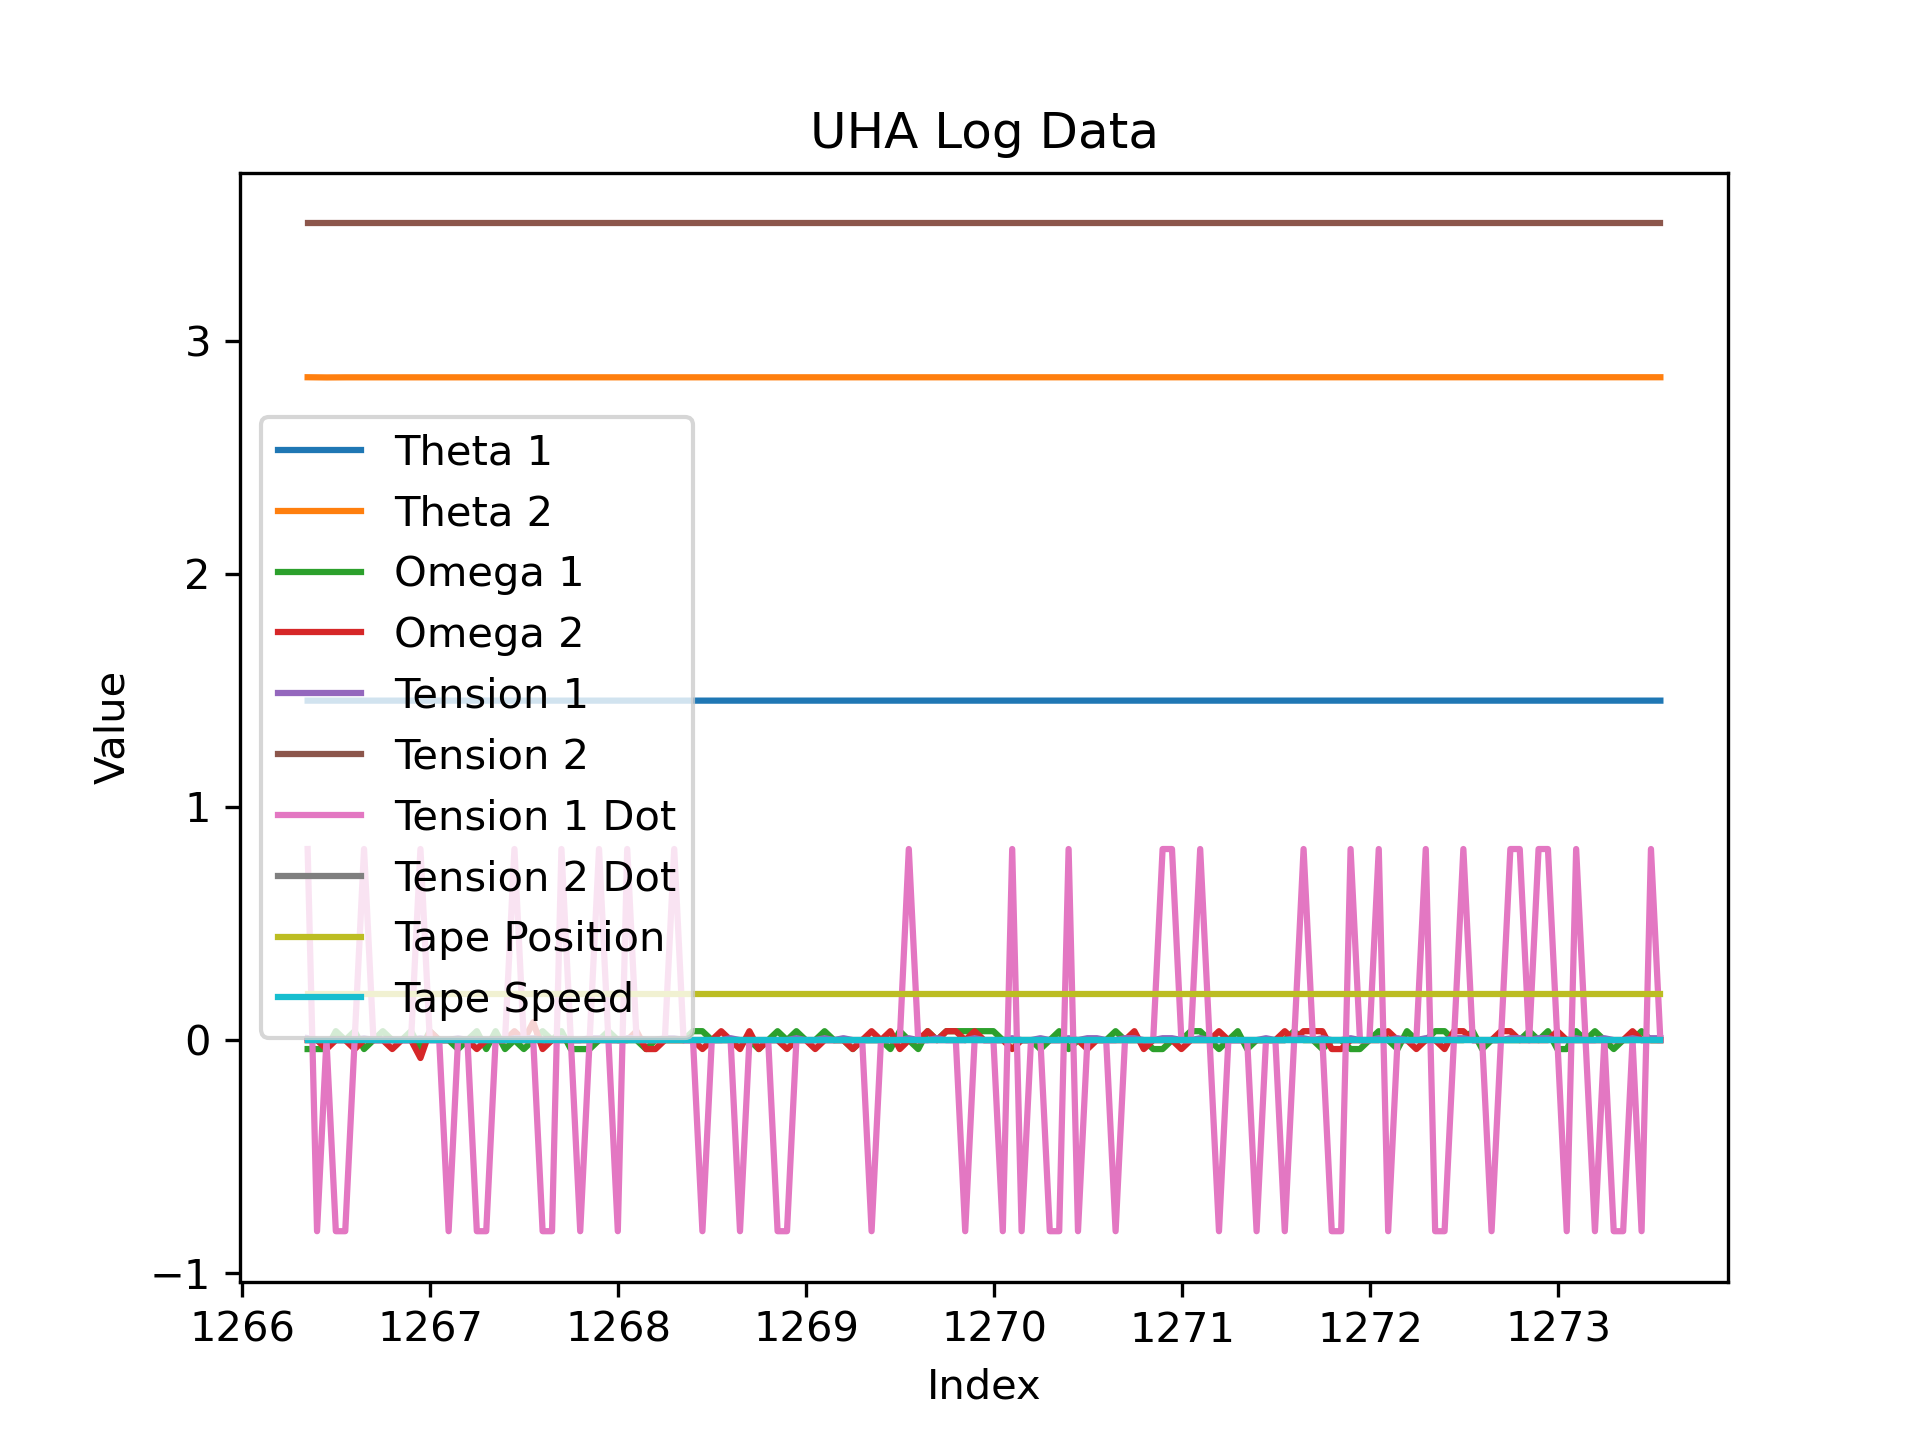 UHA Log Data
3
2
1
0
−1
Value
Theta 1
Theta 2
Omega 1
Omega 2
Tension 1
Tension 2
Tension 1 Dot
Tension 2 Dot
Tape Position
Tape Speed
1266 1267 1268 1269 1270 1271 1272 1273
Index